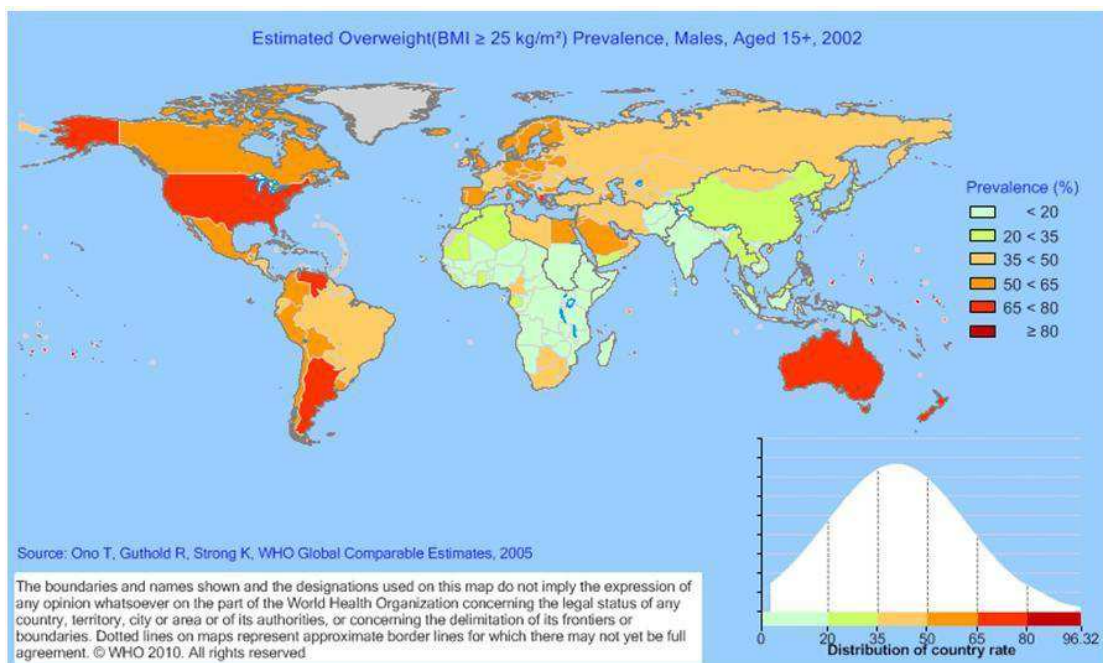 Estimated Overweight(BMI ≥ 25 kg/m²) Prevalence, Males, Aged 15+, 2002
Prevalence (%)
< 20
20 < 35
35 < 50
50 < 65
65 < 80
≥ 80
Source: Ono T, Guthold R, Strong K, WHO Global Comparable Estimates, 2005
The boundaries and names shown and the designations used on this map do not imply the expression of
any opinion whatsoever on the part of the World Health Organization concerning the legal status of any
country, territory, city or area or of its authorities, or concerning the delimitation of its frontiers or
boundaries. Dotted lines on maps represent approximate border lines for which there may not yet be full
agreement. © WHO 2010. All rights reserved
0 20 35 50 65 80 96.32
Distribution of country rate